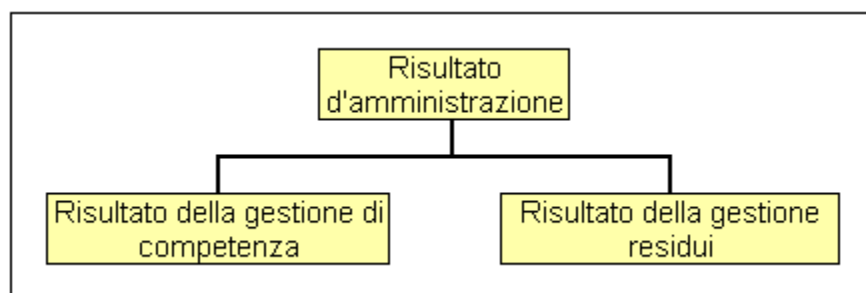 Risultato
d'amministrazione
Risultato della gestione di
competenza
Risultato della gestione
residui